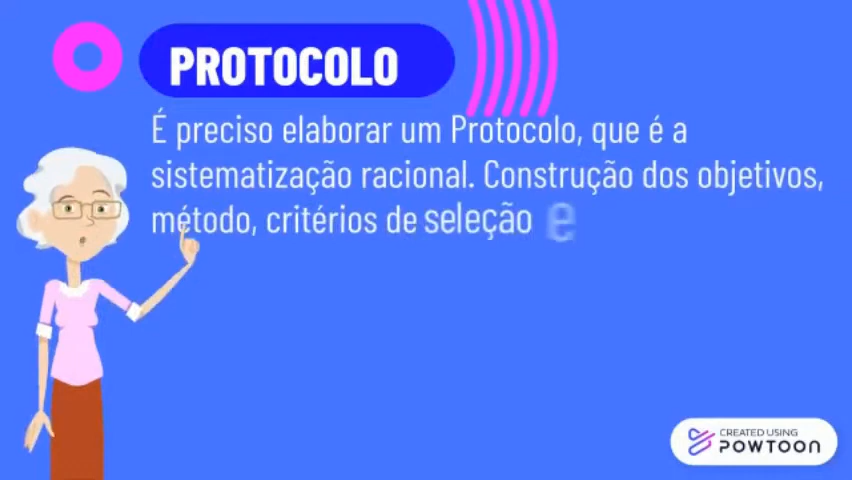 PROTOCOLO
É preciso elaborar um Protocolo, que é a
sistematização racional. Construção dos objetivos,
método, critérios de seleção e
CREATED USING
POWTOON